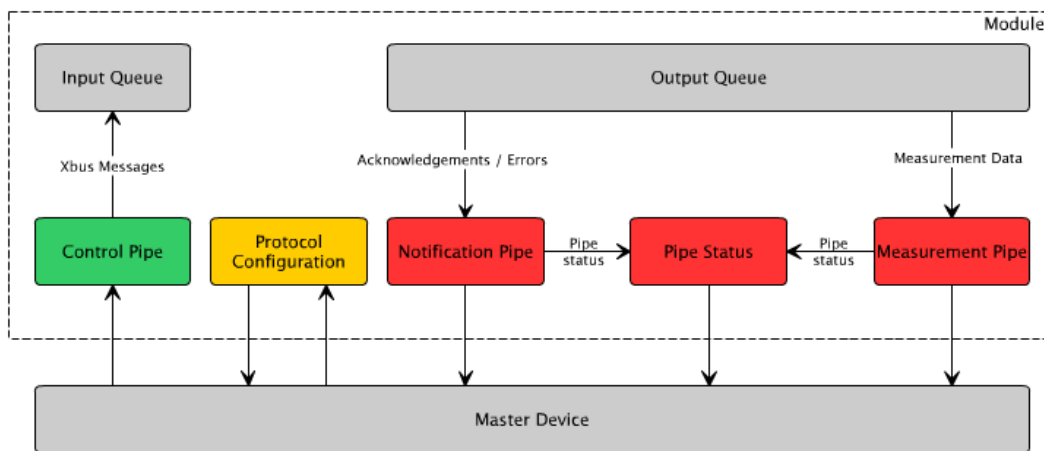 Module
Input Queue
Output Queue
Xbus Messages
Acknowledgements / Errors
Measurement Data
Control Pipe
Protocol
Configuration
Notification Pipe
Pipe
status
Pipe Status
Pipe
status
Measurement Pipe
Master Device